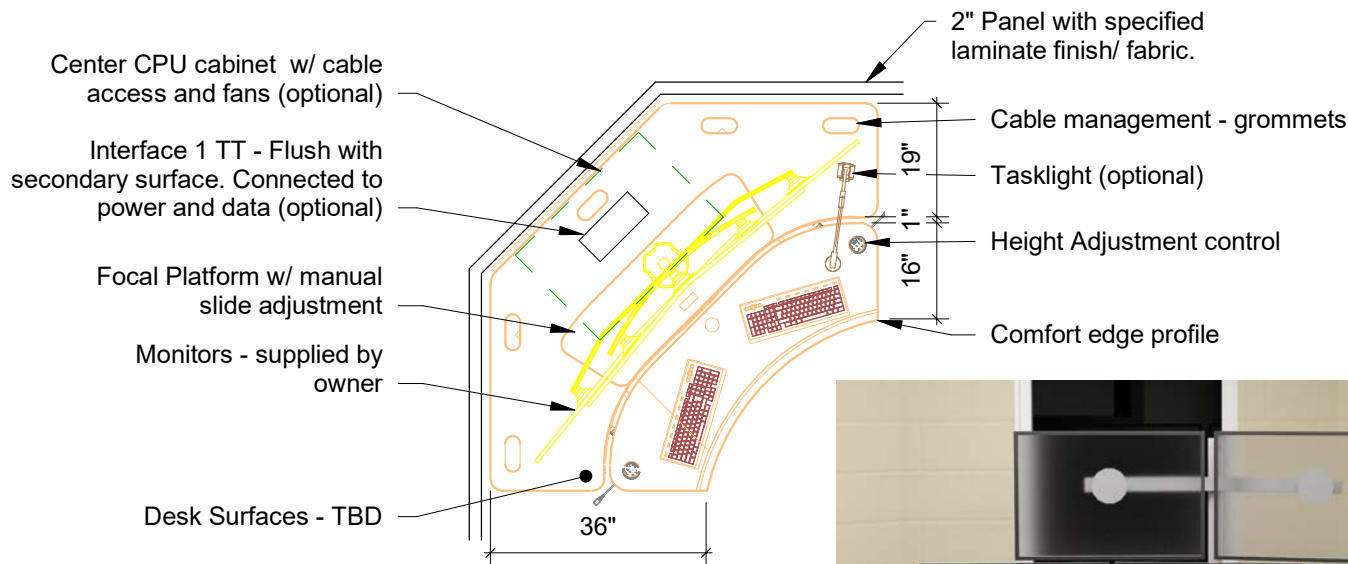 2" Panel with specified
laminate finish/ fabric.
Center CPU cabinet w/ cable
access and fans (optional)
Cable management - grommets
Interface 1 TT - Flush with
secondary surface. Connected to
power and data (optional)
19"
Tasklight (optional)
1"
Height Adjustment control
16"
Focal Platform w/ manual
slide adjustment
Comfort edge profile
Monitors - supplied by
owner
Desk Surfaces - TBD
36"